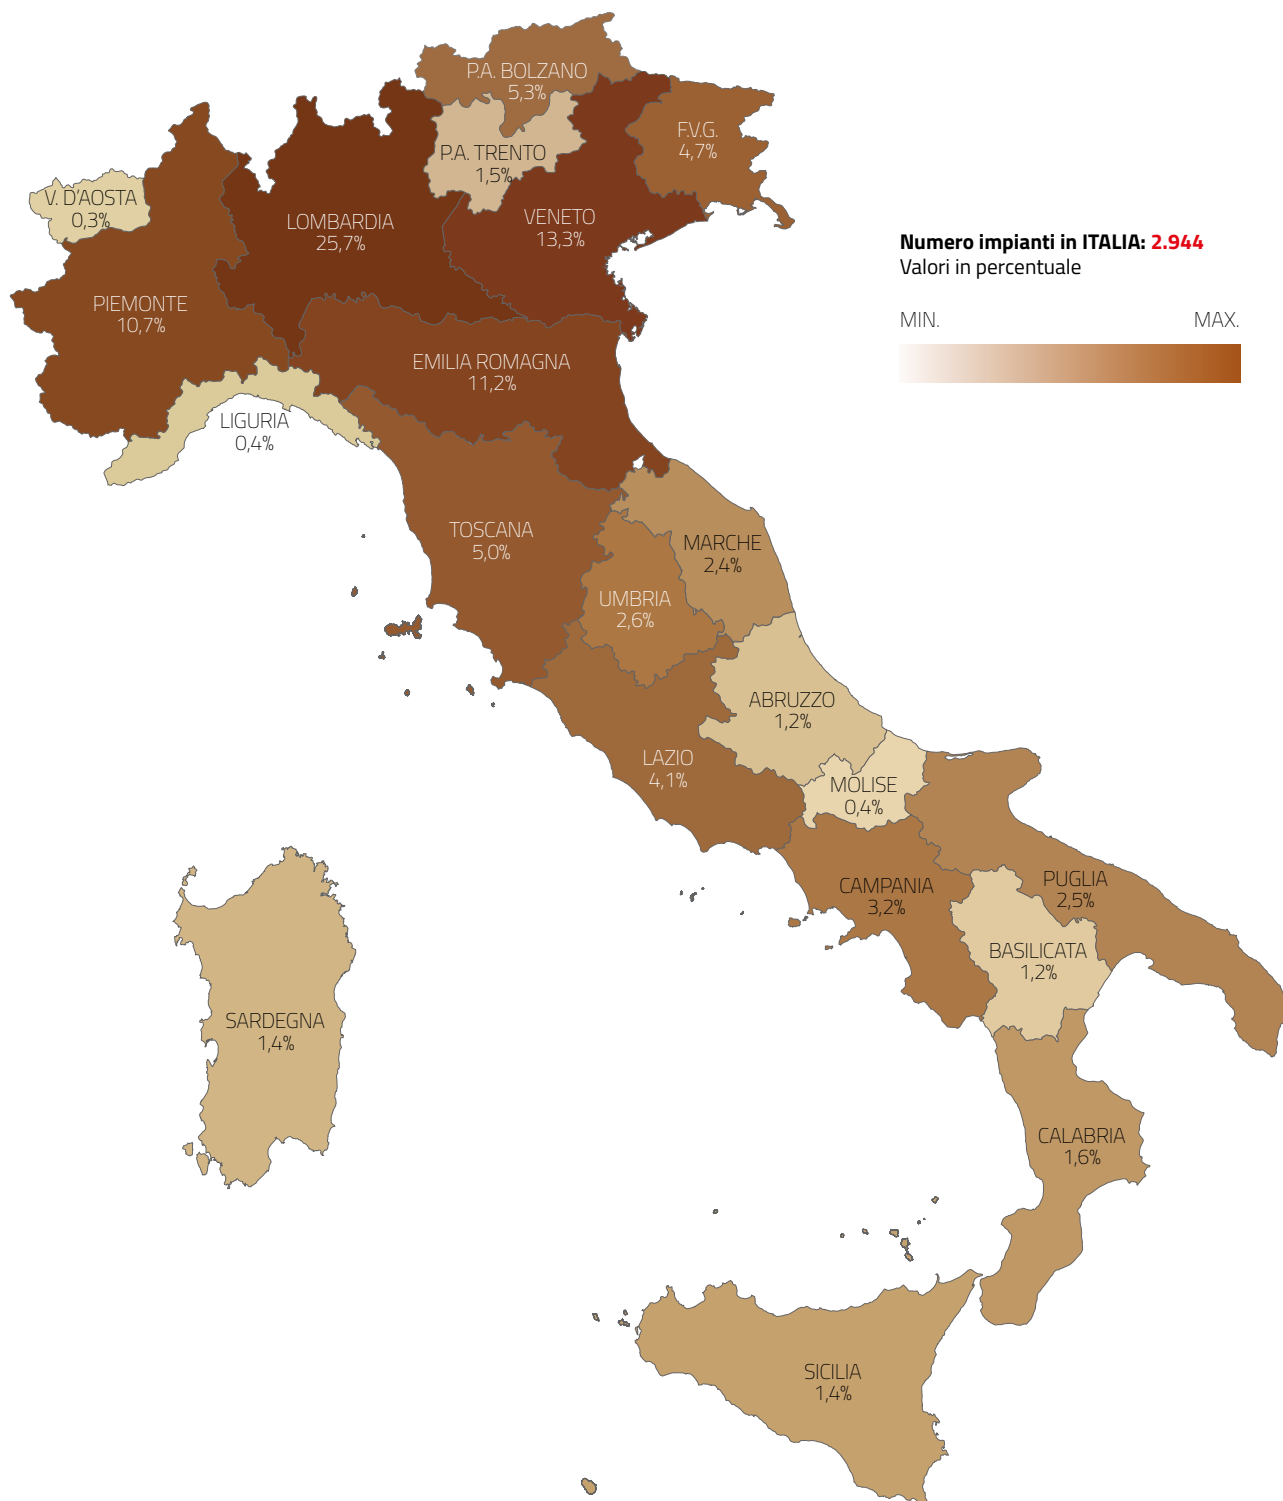 P.A. BOLZANO
5,3%
F.V.G.
4,7%
P.A. TRENTO
1,5%
V. D'AOSTA
0,3%
LOMBARDIA
25,7%
VENETO
13,3%
Numero impianti in ITALIA: 2.944
Valori in percentuale
MIN.
MAX.
PIEMONTE
10,7%
EMILIA ROMAGNA
11,2%
LIGURIA
0,4%
TOSCANA
5,0%
MARCHE
2,4%
UMBRIA
2,6%
ABRUZZO
1,2%
LAZIO
4,1%
MOLISE
0,4%
CAMPANIA
3,2%
PUGLIA
2,5%
BASILICATA
1,2%
SARDEGNA
1,4%
CALABRIA
1,6%
SICILIA
1,4%